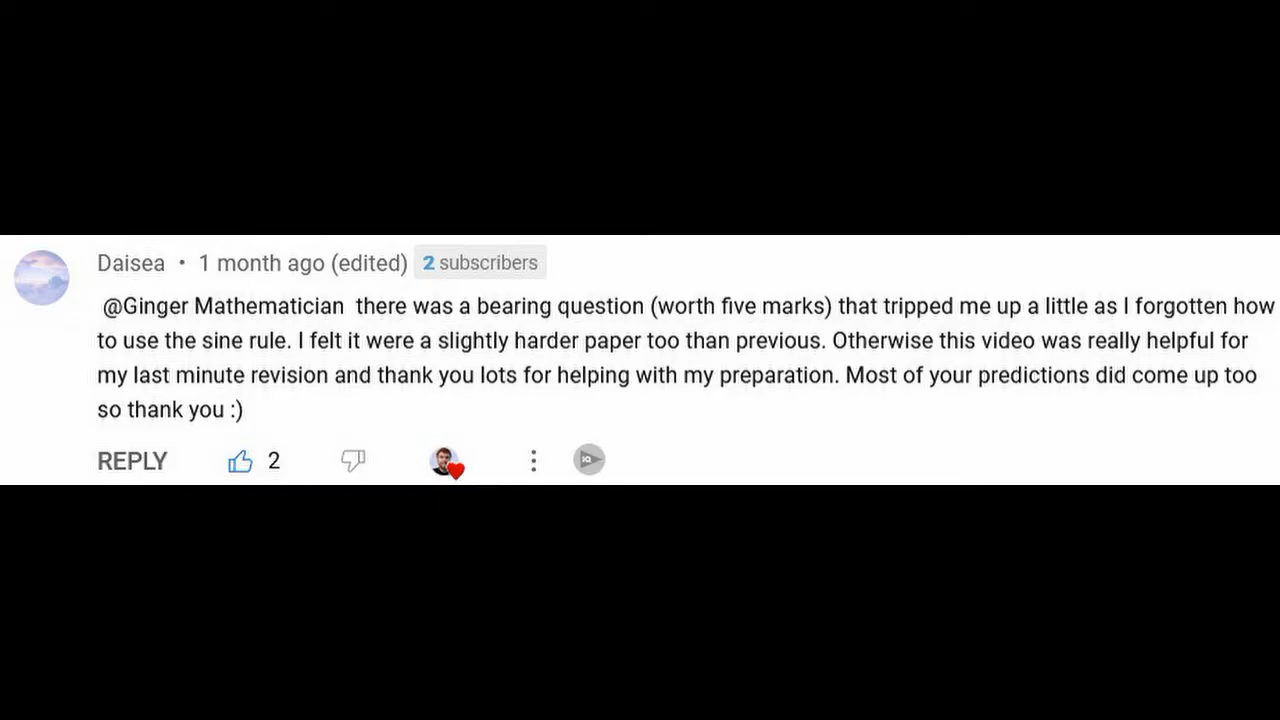 Daisea • 1 month ago (edited) 2 subscribers
@Ginger Mathematician there was a bearing question (worth five marks) that tripped me up a little as I forgotten how
to use the sine rule. I felt it were a slightly harder paper too than previous. Otherwise this video was really helpful for
my last minute revision and thank you lots for helping with my preparation. Most of your predictions did come up too
so thank you :)
REPLY 2 IQ